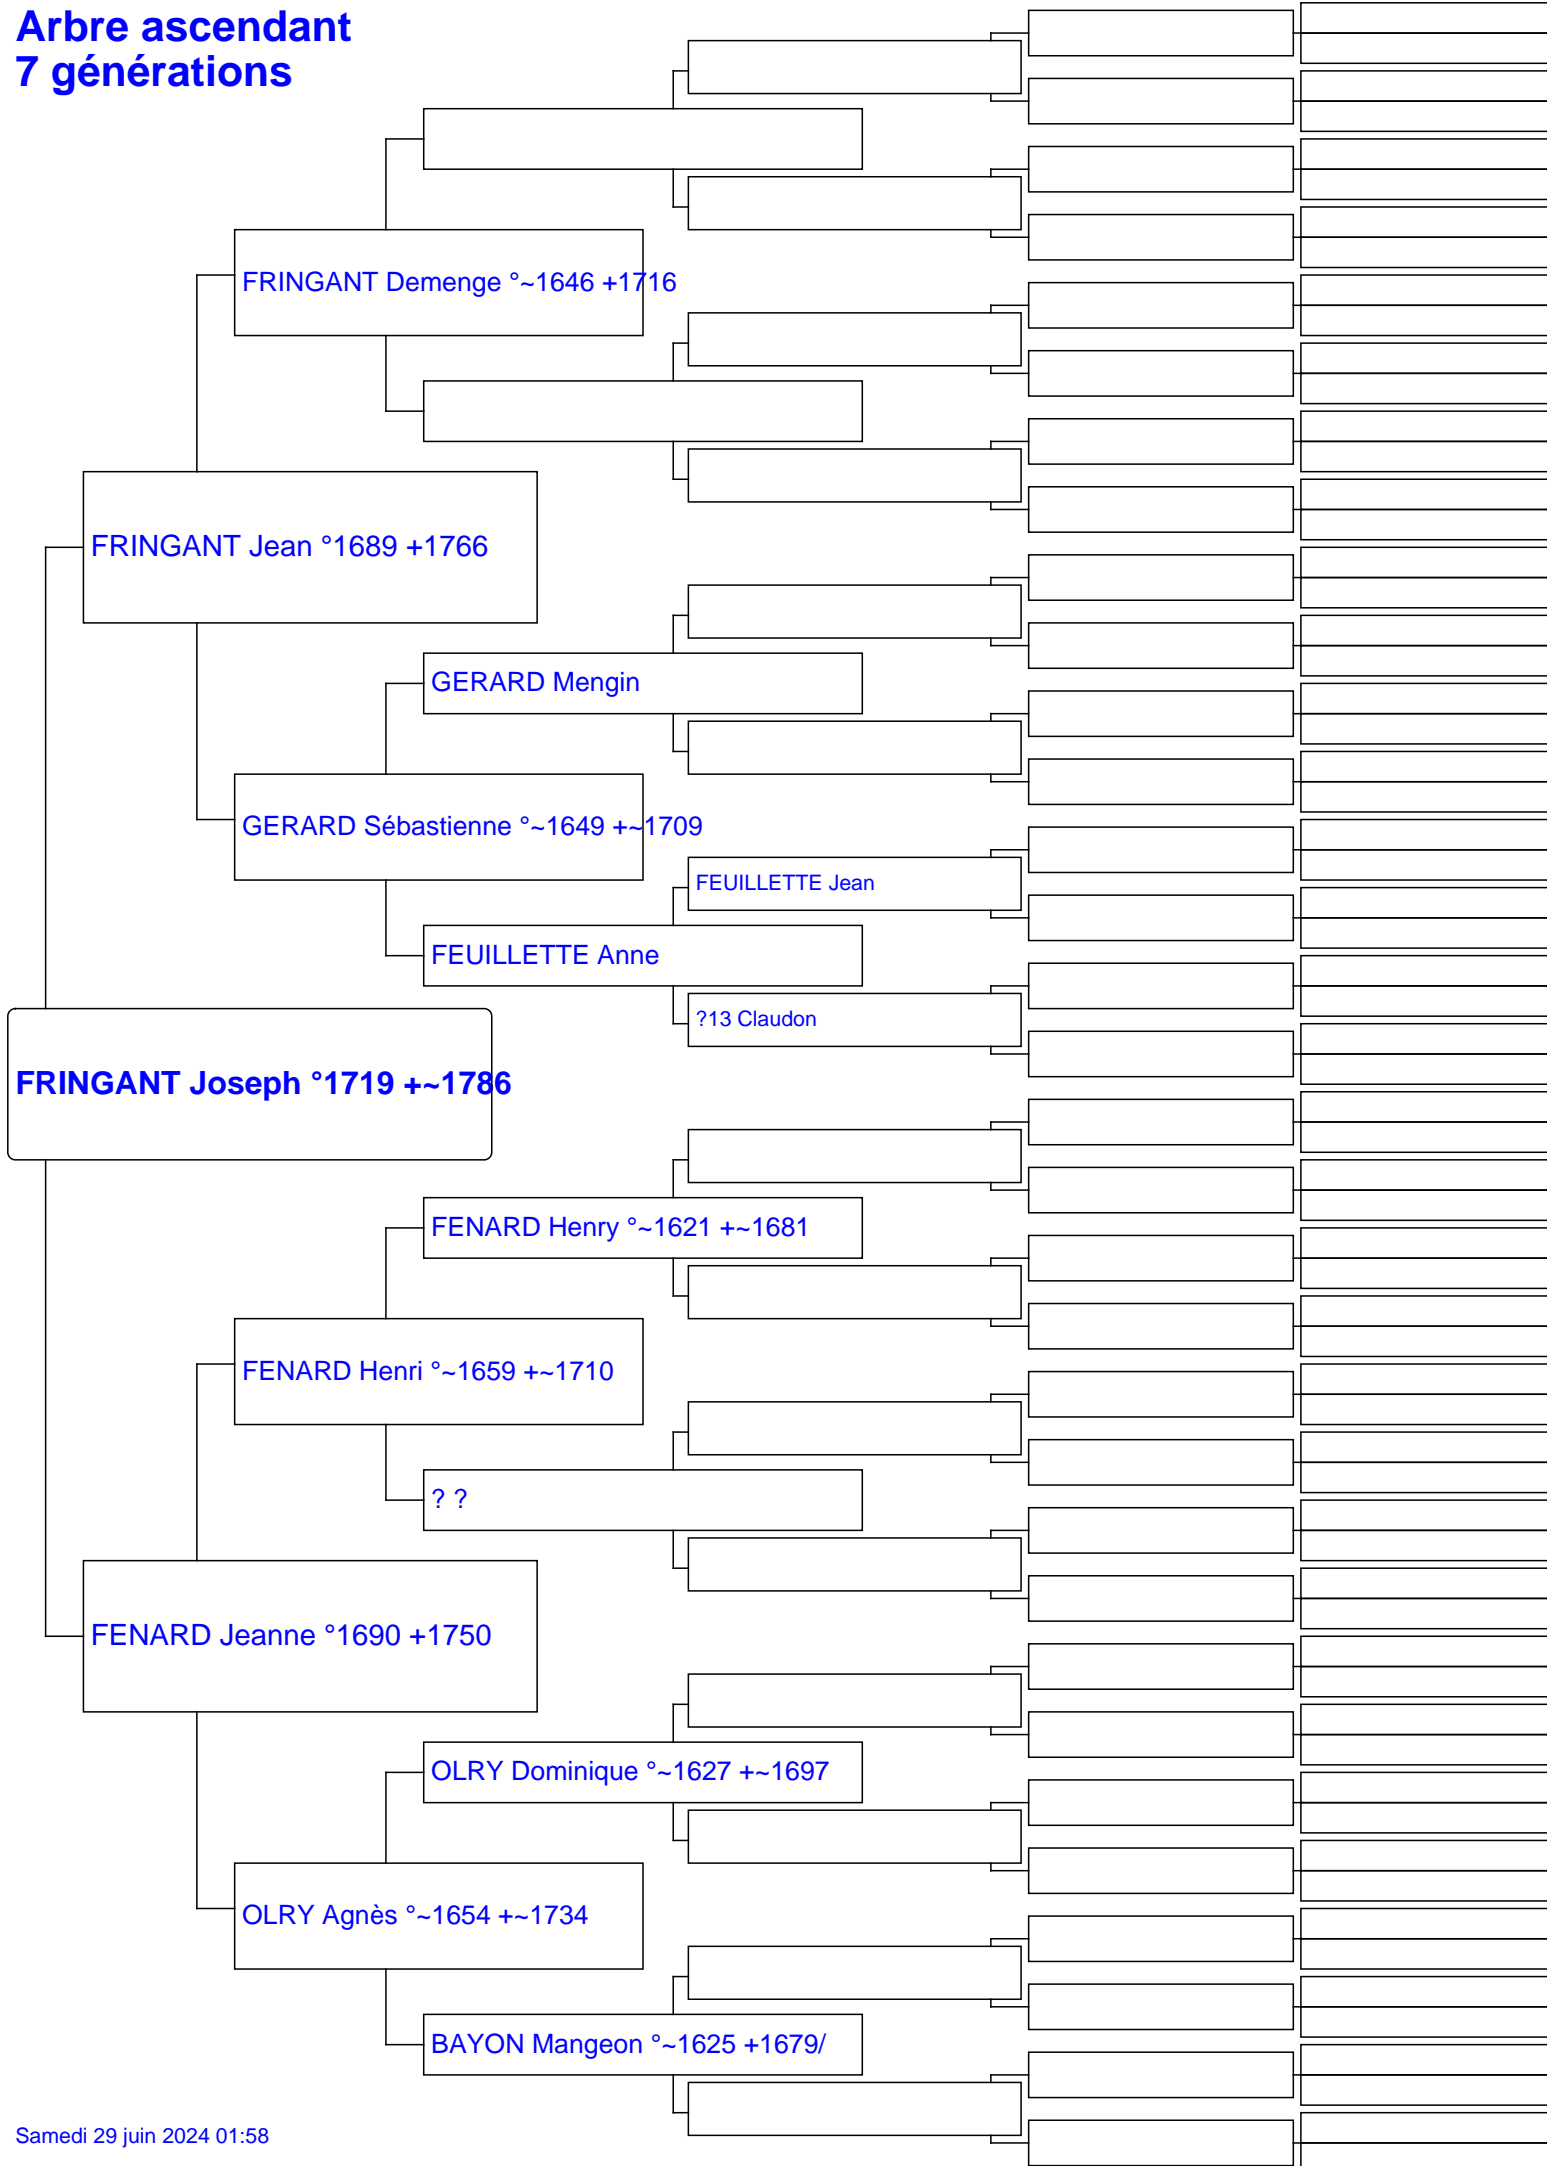 Arbre ascendant
7 générations
FRINGANT Demenge °~1646 +1716
FRINGANT Jean °1689 +1766
GERARD Mengin
GERARD Sébastienne °~1649 +~1709
FEUILLETTE Jean
FEUILLETTE Anne
?13 Claudon
FRINGANT Joseph °1719 +~1786
FENARD Henry °~1621 +~1681
FENARD Henri °~1659 +~1710
? ?
FENARD Jeanne °1690 +1750
OLRY Dominique °~1627 +~1697
OLRY Agnès °~1654 +~1734
BAYON Mangeon °~1625 +1679/
Samedi 29 juin 2024 01:58